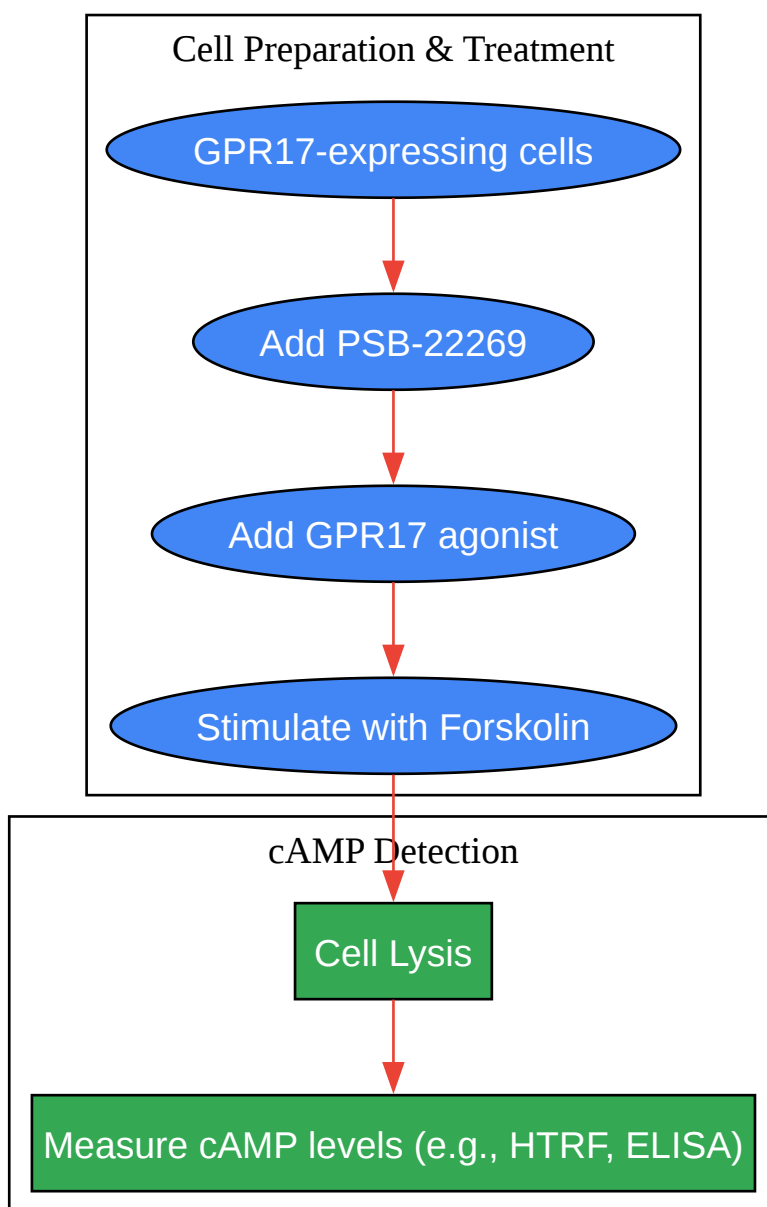 Cell Preparation & Treatment
GPR17-expressing cells
Add PSB-22269
Add GPR17 agonist
Stimulate with Forskolin
cAMP Detection
Cell Lysis
Measure cAMP levels (e.g., HTRF, ELISA)